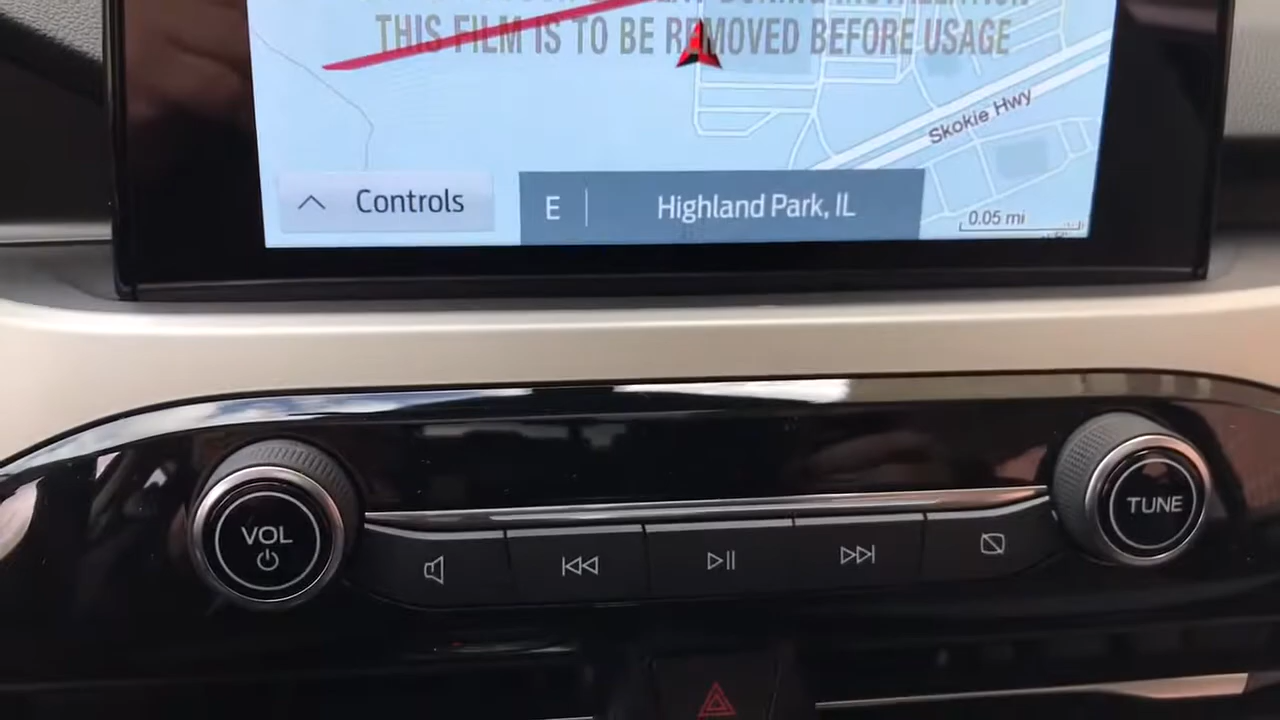 THIS FILM IS TO BE REMOVED BEFORE USAGE
Skokie Hwy
Controls
E
Highland Park, IL
0.05 mi
VOL
TUNE